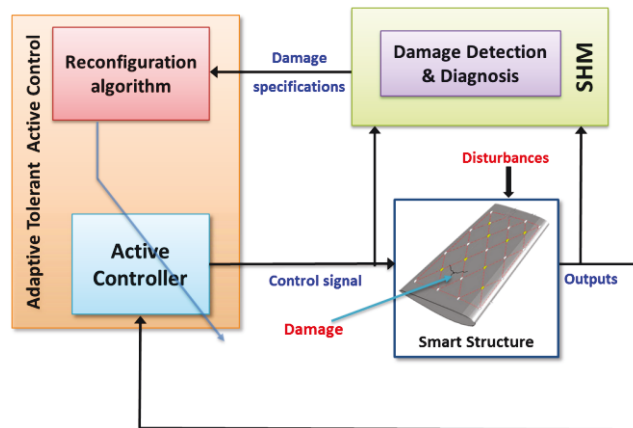 Adaptive Tolerant Active Control
Reconfiguration
algorithm
Damage
specifications
Damage Detection
& Diagnosis
SHM
Disturbances
Active
Controller
Control signal
Damage
Smart Structure
Outputs